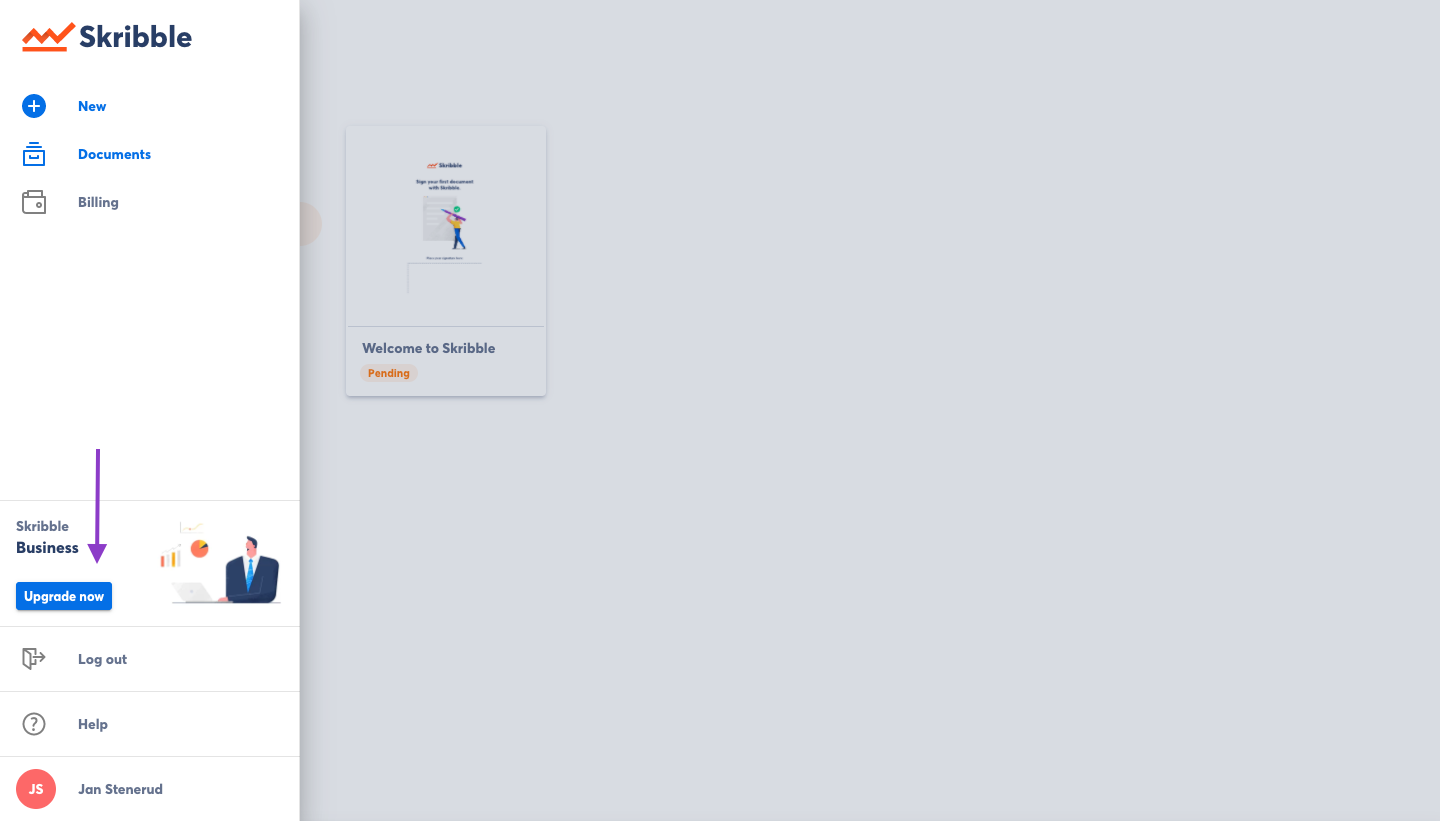 Skribble
New
Documents
Billing
Skribble
Sign your first document
with Skribble.
Welcome to Skribble
Pending
Skribble
Business
Upgrade now
Log out
Help
JS
Jan Stenerud